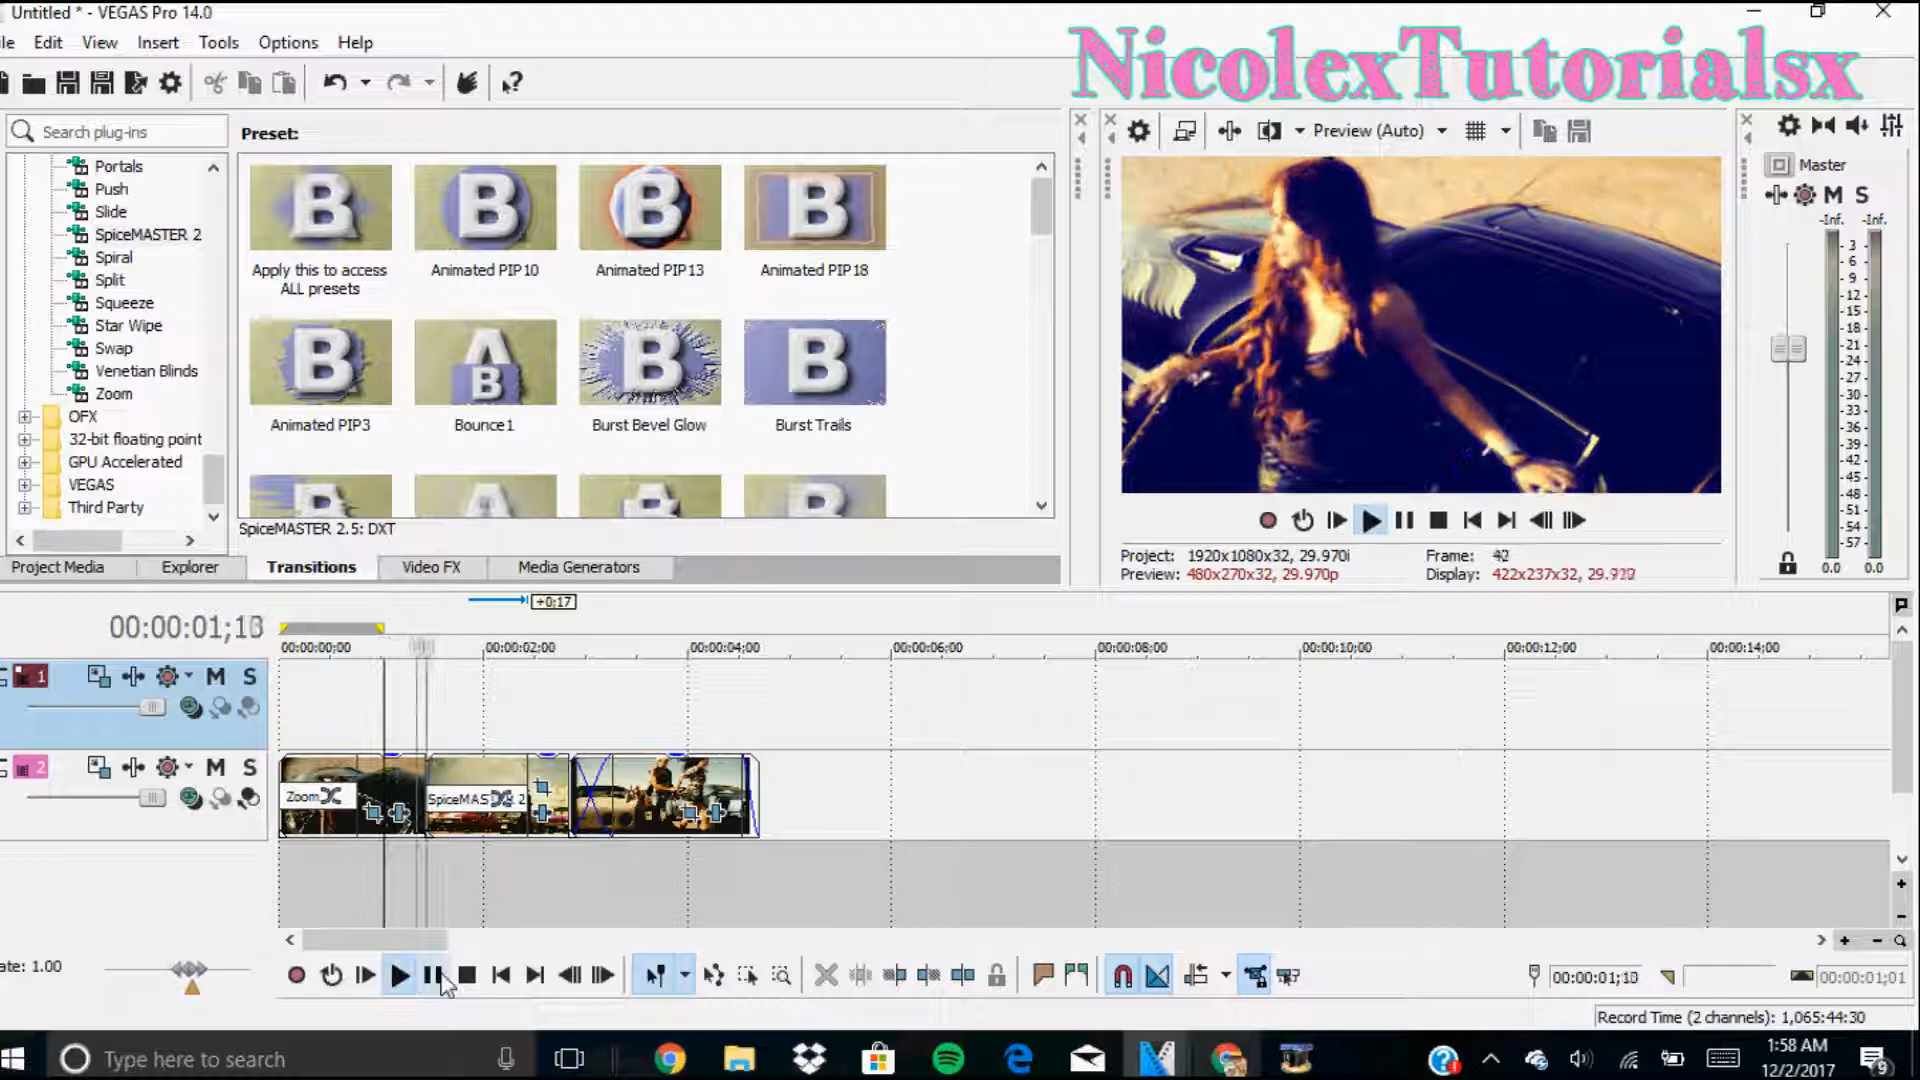 Untitled * - VEGAS Pro 14.0
NicolexTutorialsx
le Edit View Insert Tools Options Help
Search plug-ins
Preset:
Preview (Auto)
Portals
Push
Slide
SpiceMASTER 2
Spiral
Split
Squeeze
Star Wipe
Swap
Venetian Blinds
Zoom
OFX
32-bit floating point
GPU Accelerated
VEGAS
Third Party
Apply this to access
ALL presets
Animated PIP10
Animated PIP13
Animated PIP18
Animated PIP3
Bounce1
Burst Bevel Glow
Burst Trails
SpiceMASTER 2.5: DXT
Project Media Explorer Transitions Video FX Media Generators
Project: 1920x1080x32, 29.970i
Frame: 42
Preview: 480x270x32, 29.970p
Display: 422x237x32, 29.970
Master
M S
-Inf. -Inf.
3
6
9
12
15
18
21
24
27
30
33
36
39
42
45
48
51
54
57
0.0 0.0
+0;17
00:00:01;13
00:00:00;00 00:00:02;00 00:00:04;00 00:00:06;00 00:00:08;00 00:00:10;00 00:00:12;00 00:00:14;00
1 M S
2 M S
Zoom
SpiceMASTER 2
ate: 1.00
00:00:01;13
00:00:01;01
Record Time (2 channels): 1,065:44:30
Type here to search
1:58 AM
12/2/2017
9